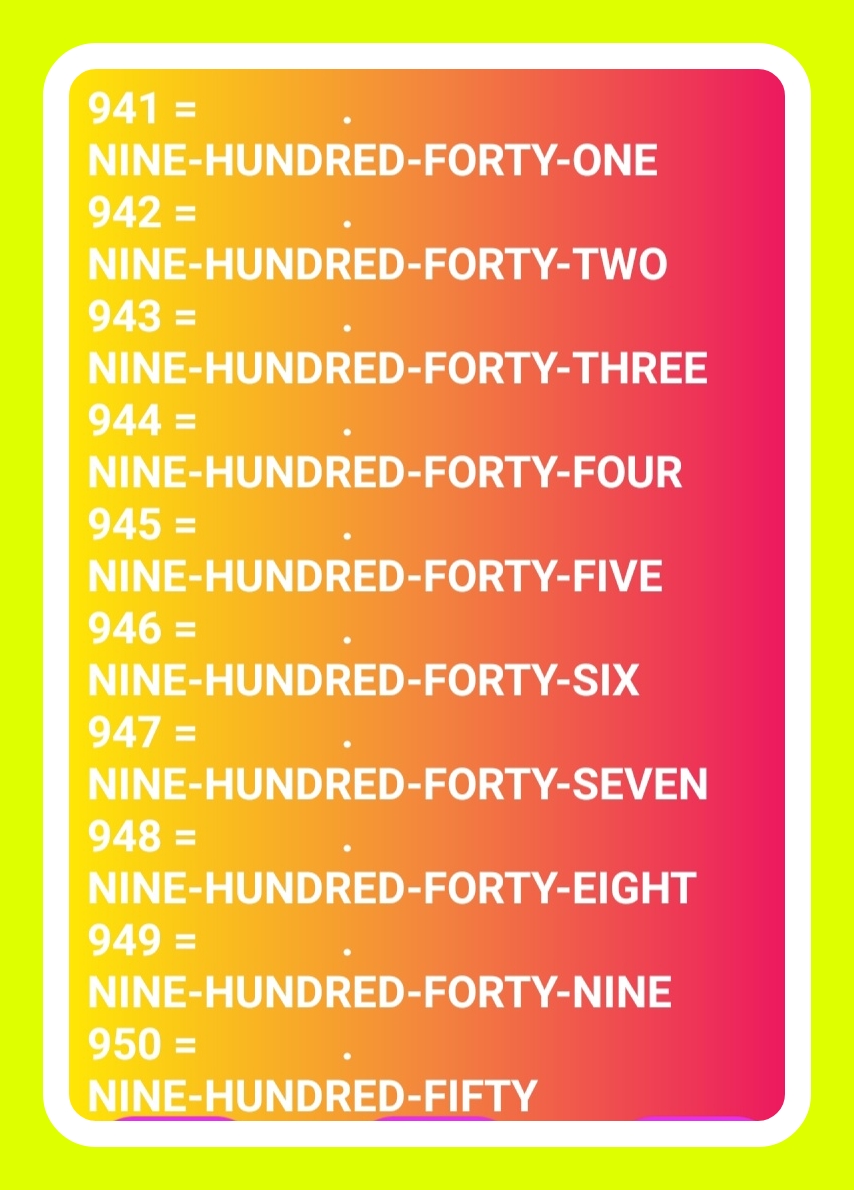 941 = .
NINE-HUNDRED-FORTY-ONE
942 = .
NINE-HUNDRED-FORTY-TWO
943 = .
NINE-HUNDRED-FORTY-THREE
944 = .
NINE-HUNDRED-FORTY-FOUR
945 = .
NINE-HUNDRED-FORTY-FIVE
946 = .
NINE-HUNDRED-FORTY-SIX
947 = .
NINE-HUNDRED-FORTY-SEVEN
948 = .
NINE-HUNDRED-FORTY-EIGHT
949 = .
NINE-HUNDRED-FORTY-NINE
950 = .
NINE-HUNDRED-FIFTY